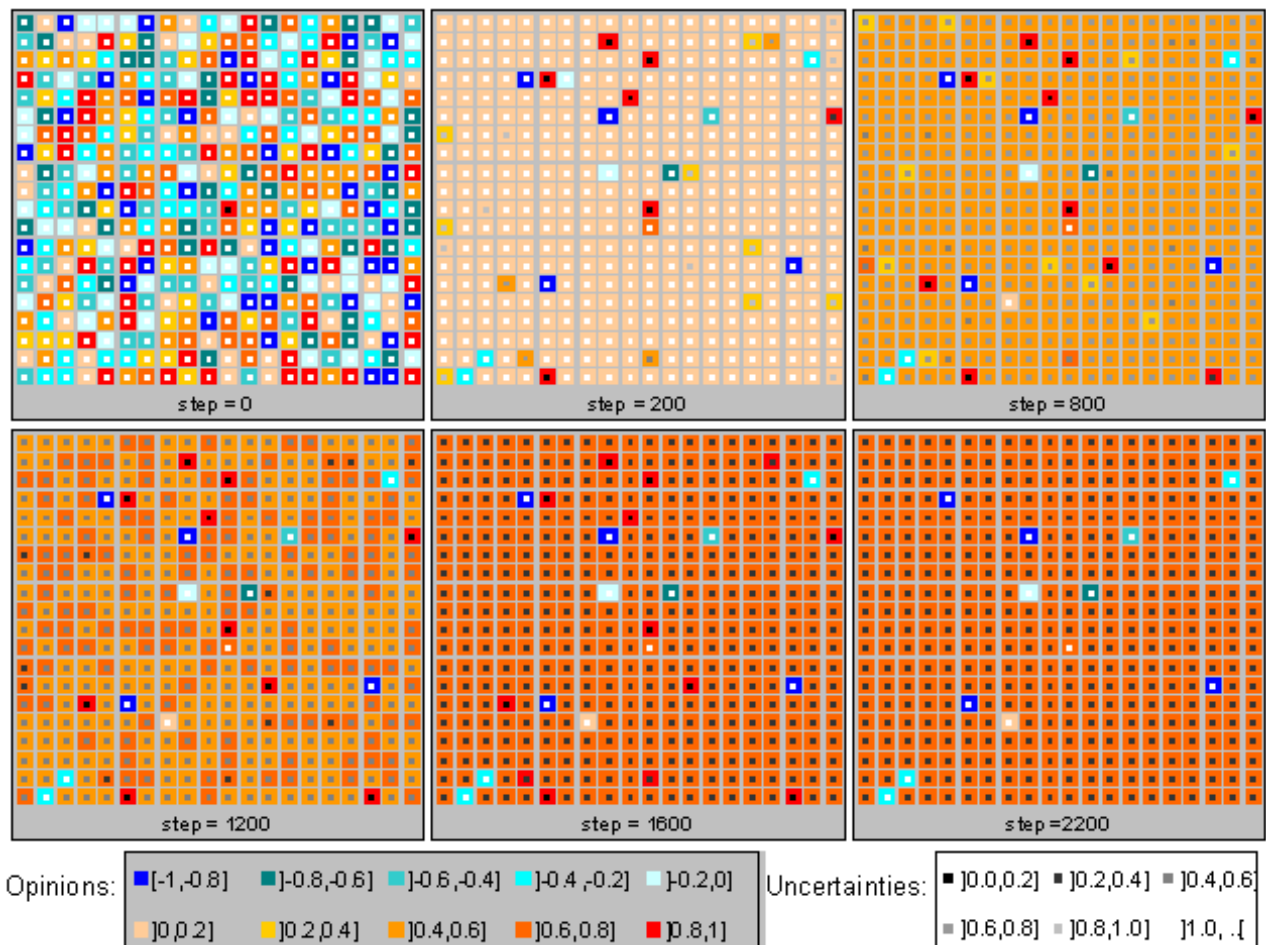 step = 0
step = 200
step = 800
step = 1200
step = 1600
step =2200
Opinions: [-1,-0.8] ]-0.8,-0.6] ]-0.6,-0.4] ]-0.4,-0.2] ]-0.2,0]
]0,0.2] ]0.2,0.4] ]0.4,0.6] ]0.6,0.8] ]0.8,1]
Uncertainties: ]0.0,0.2] ]0.2,0.4] ]0.4,0.6]
]0.6,0.8] ]0.8,1.0] ]1.0, ..[